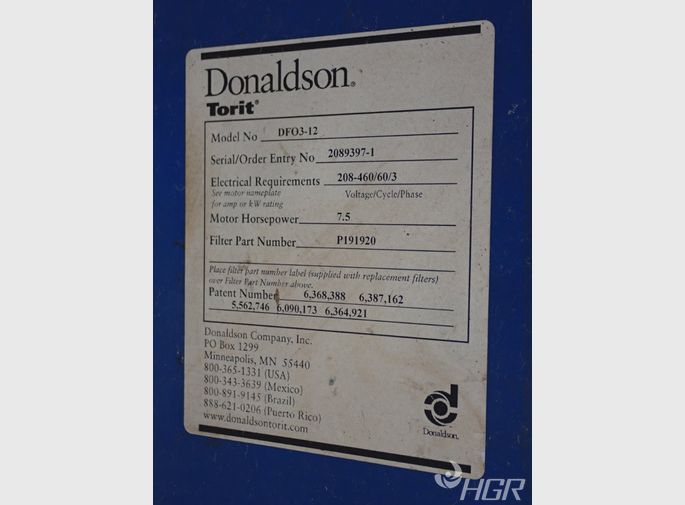 Donaldson®
Torit®
Model No DFO3-12
Serial/Order Entry No 2089397-1
Electrical Requirements 208-460/60/3
See motor nameplate Voltage/Cycle/Phase
for amp or kW rating
Motor Horsepower 7.5
Filter Part Number P191920
Place filter part number label (supplied with replacement filters)
over Filter Part Number above.
Patent Number 6,368,388 6,387,162
5,562,746 6,090,173 6,364,921
Donaldson Company, Inc.
PO Box 1299
Minneapolis, MN 55440
800-365-1331 (USA)
800-343-3639 (Mexico)
800-891-9145 (Brazil)
888-621-0206 (Puerto Rico)
www.donaldsontorit.com
Donaldson.
HGR